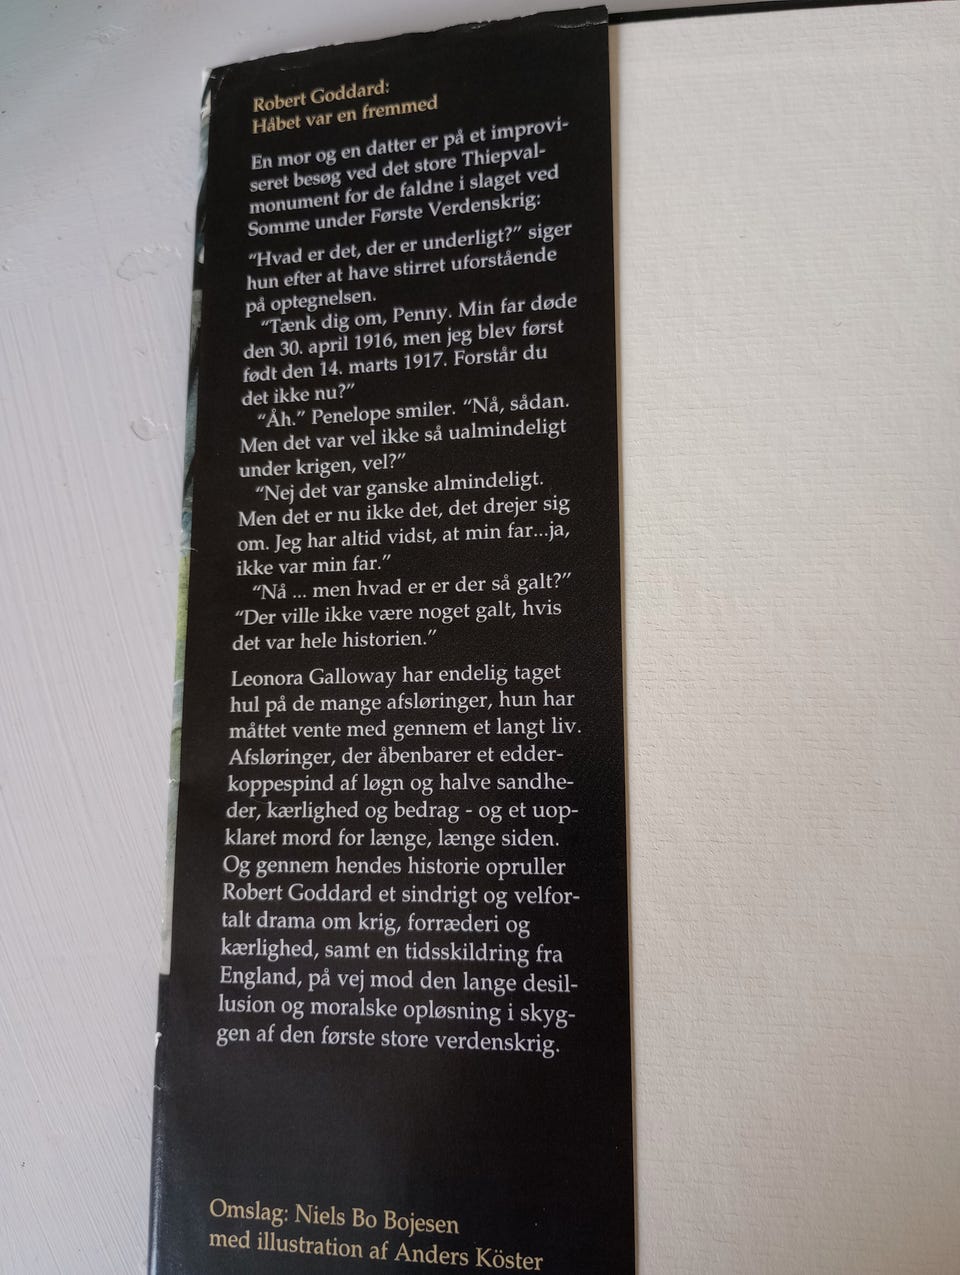 Robert Goddard:
Håbet var en fremmed
En mor og en datter er på et improvi-
seret besøg ved det store Thiepval-
monument for de faldne i slaget ved
Somme under Første Verdenskrig:
"Hvad er det, der er underligt?" siger
hun efter at have stirret uforstående
på optegnelsen.
"Tænk dig om, Penny. Min far døde
den 30. april 1916, men jeg blev først
født den 14. marts 1917. Forstår du
det ikke nu?"
"Åh." Penelope smiler. "Nå, sådan.
Men det var vel ikke så ualmindeligt
under krigen, vel?"
"Nej det var ganske almindeligt.
Men det er nu ikke det, det drejer sig
om. Jeg har altid vidst, at min far...ja,
ikke var min far."
"Nå ... men hvad er er der så galt?"
"Der ville ikke være noget galt, hvis
det var hele historien."
Leonora Galloway har endelig taget
hul på de mange afsløringer, hun har
måttet vente med gennem et langt liv.
Afsløringer, der åbenbarer et edder-
koppespind af løgn og halve sandhe-
der, kærlighed og bedrag - og et uop-
klaret mord for længe, længe siden.
Og gennem hendes historie opruller
Robert Goddard et sindrigt og velfor-
talt drama om krig, forræderi og
kærlighed, samt en tidsskildring fra
England, på vej mod den lange desil-
lusion og moralske opløsning i skyg-
gen af den første store verdenskrig.
Omslag: Niels Bo Bojesen
med illustration af Anders Köster